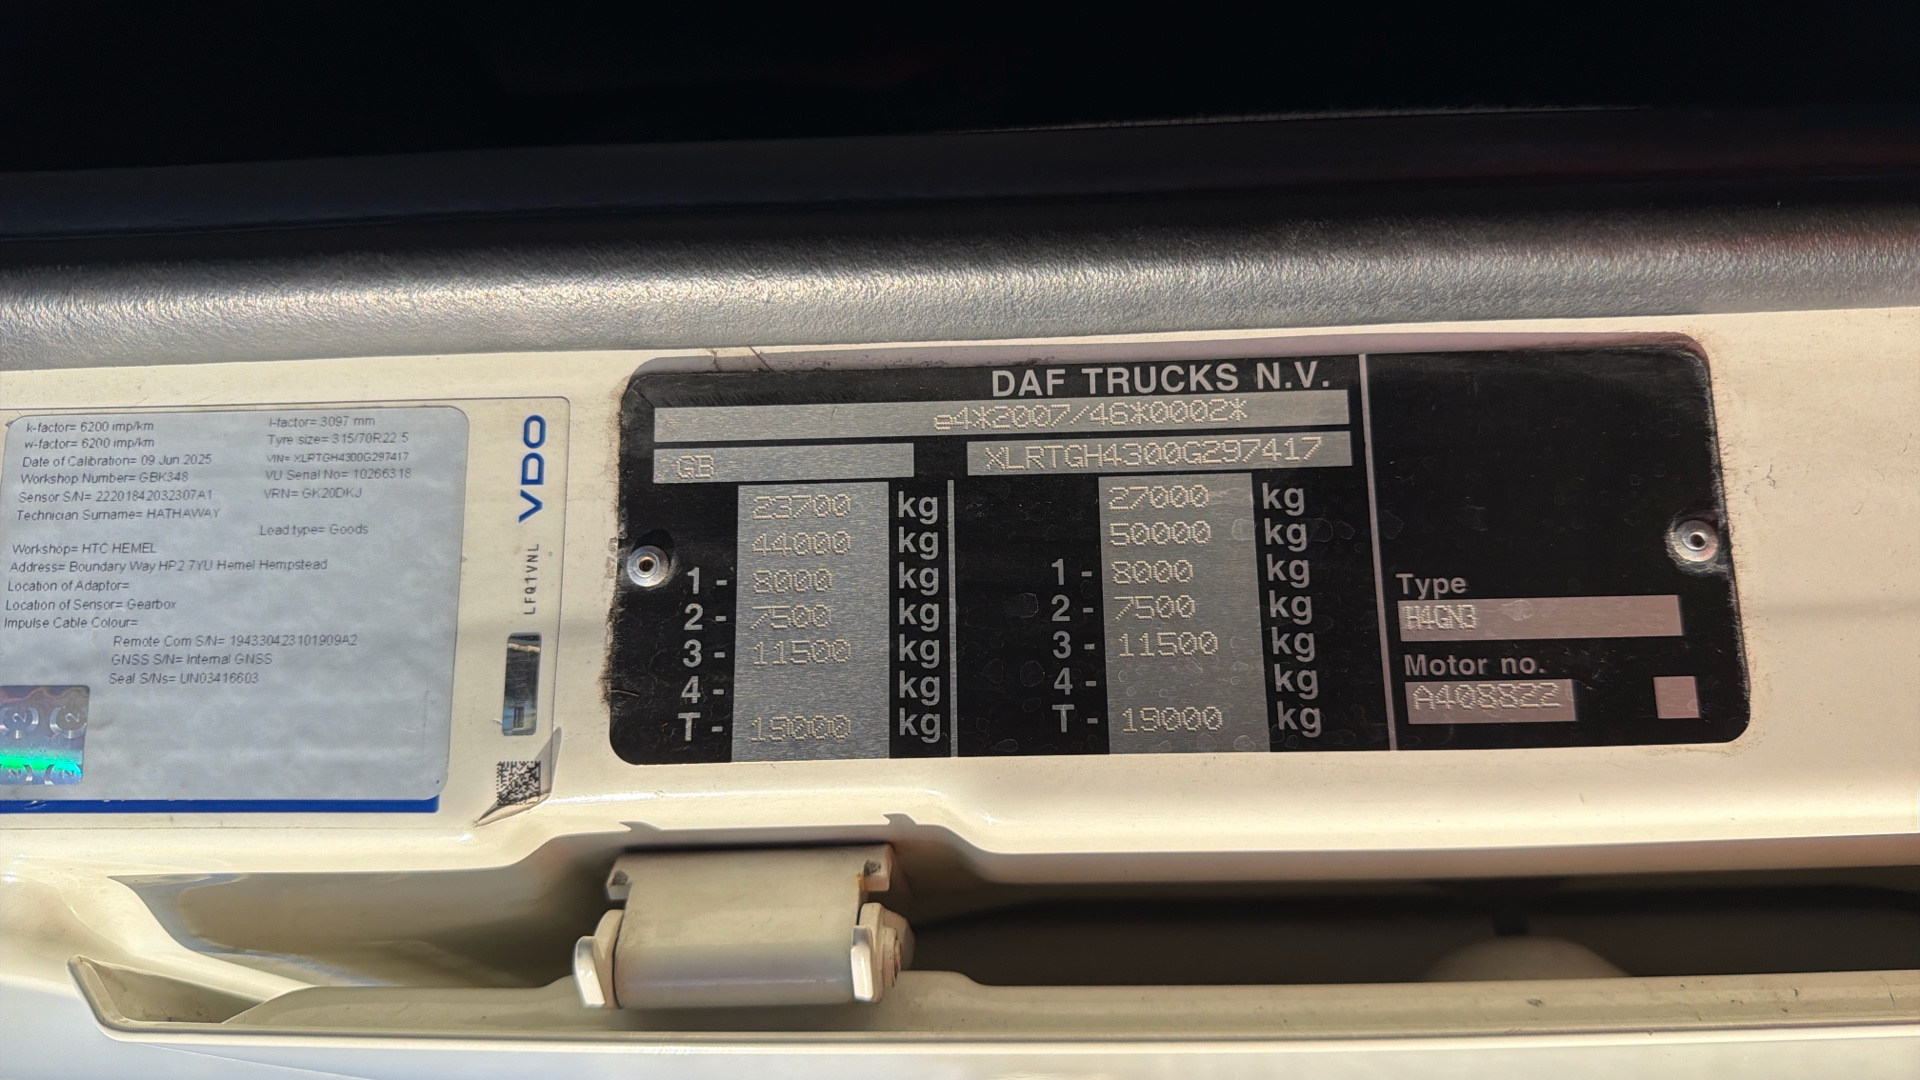 k-factor= 6200 imp/km
w-factor= 6200 imp/km
Date of Calibration= 09 Jun 2025
Workshop Number= GBK348
Sensor S/N= 22201842032307A1
Technician Surname= HATHAWAY
l-factor= 3097 mm
Tyre size= 315/70R22.5
VIN= XLRTGH4300G297417
VU Serial No= 10266318
VRN= GK20DKJ
Load type= Goods
Workshop= HTC HEMEL
Address= Boundary Way HP2 7YU Hemel Hempstead
Location of Adaptor=
Location of Sensor= Gearbox
Impulse Cable Colour=
Remote Com S/N= 194330423101909A2
GNSS S/N= Internal GNSS
Seal S/Ns= UN03416603
VDO
LFQ1VNL
DAF TRUCKS N.V.
e4*2007/46*0002*
GB
XLRTGH4300G297417
23700 kg
44000 kg
1 - 8000 kg
2 - 7500 kg
3 - 11500 kg
4 - kg
T - 19000 kg
27000 kg
50000 kg
1 - 8000 kg
2 - 7500 kg
3 - 11500 kg
4 - kg
T - 19000 kg
Type
H4GN3
Motor no.
A408822